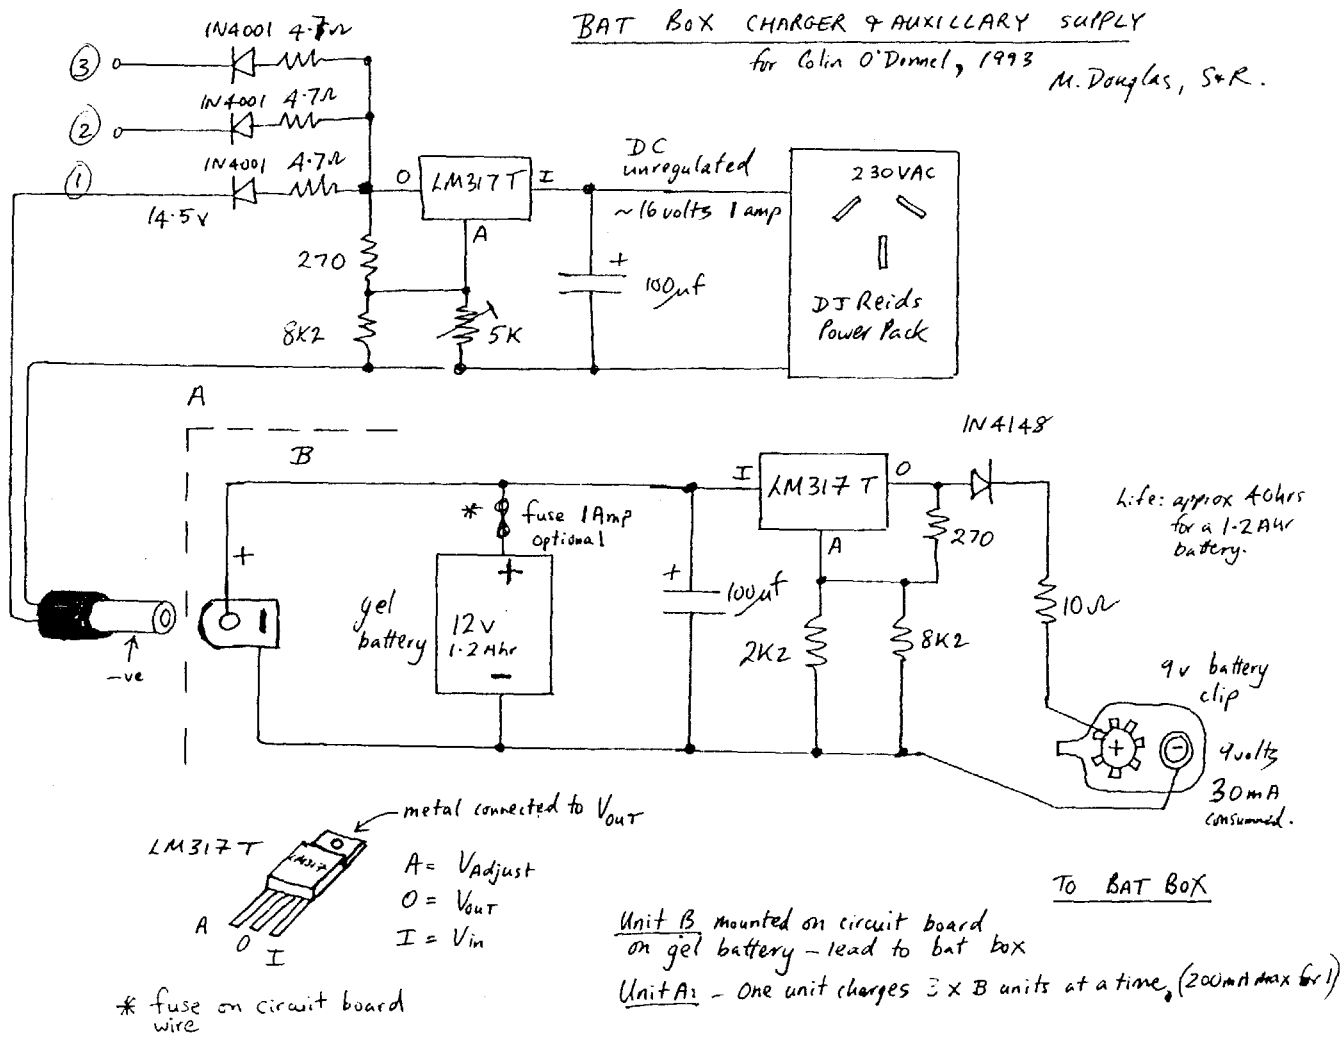 BAT BOX CHARGER & AUXILLARY SUPPLY
for Colin O'Donnel, 1993
M. Douglas, S&R.
1N4001 4.7Ω
3
1N4001 4.7Ω
2
1N4001 4.7Ω
1
14.5v
O LM317T I
A
DC
unregulated
~16 volts 1 amp
230VAC
DJ Reids
Power Pack
270
8K2
5K
+
100µf
A
B
+
-ve
* fuse 1Amp
optional
gel
battery
+
12v
1.2Ahr
−
+
100µf
I LM317T O
A
1N4148
270
2K2
8K2
10Ω
Life: approx 40hrs
for a 1.2Ahr
battery.
9v battery
clip
+
−
9volts
30mA
consumed.
TO BAT BOX
LM317T
LM317
metal connected to VOUT
A
O
I
A = VAdjust
O = VOUT
I = Vin
* fuse on circuit board
wire
Unit B mounted on circuit board
on gel battery – lead to bat box
Unit A: – One unit charges 3 x B units at a time, (200mA max for 1)